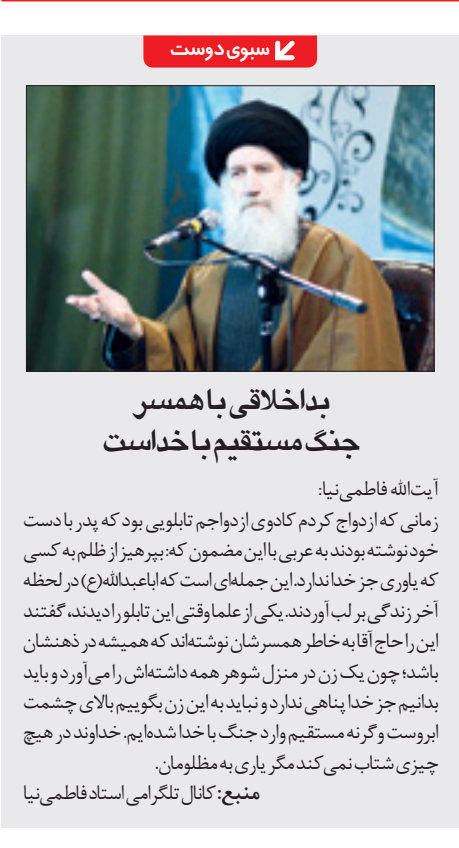 سبوی دوست
بداخلاقی با همسر
جنگ مستقیم با خداست
آیت‌الله فاطمی‌نیا:
زمانی که ازدواج کردم کادوی ازدواجم تابلویی بود که پدر با دست
خود نوشته بودند به عربی با این مضمون که: بپرهیز از ظلم به کسی
که یاوری جز خدا ندارد. این جمله‌ای است که اباعبدالله(ع) در لحظه
آخر زندگی بر لب آوردند. یکی از علما وقتی این تابلو را دیدند، گفتند
این را حاج آقا به خاطر همسرشان نوشته‌اند که همیشه در ذهنشان
باشد؛ چون یک زن در منزل شوهر همه داشته‌اش را می‌آورد و باید
بدانیم جز خدا پناهی ندارد و نباید به این زن بگوییم بالای چشمت
ابروست وگرنه مستقیم وارد جنگ با خدا شده‌ایم. خداوند در هیچ
چیزی شتاب نمی‌کند مگر یاری به مظلومان.
منبع: کانال تلگرامی استاد فاطمی‌نیا